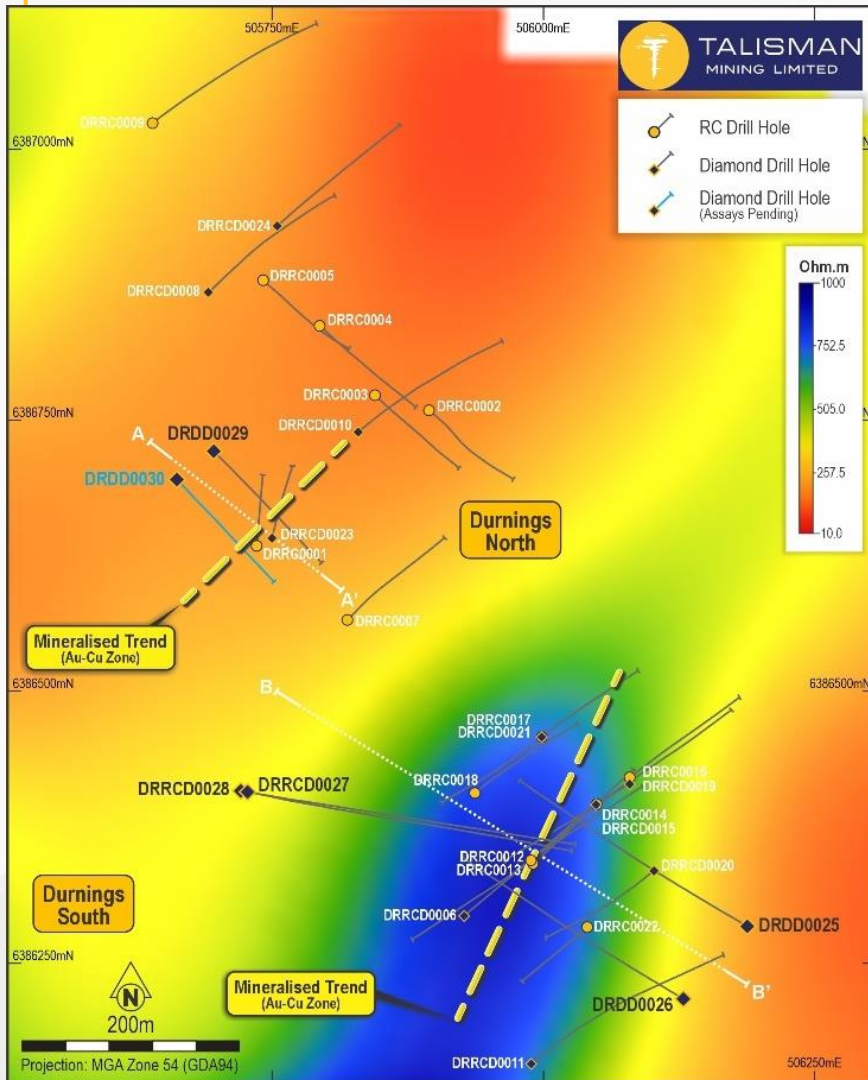 505750mE
506000mE
TALISMAN
MINING LIMITED
RC Drill Hole
Diamond Drill Hole
Diamond Drill Hole
(Assays Pending)
Ohm.m
1000
752.5
505.0
257.5
10.0
DRRC0009
6387000mN
DRRCD0024
DRRC0005
DRRCD0008
DRRC0004
DRRC0003
DRRC0002
6386750mN
DRRCD0010
A
DRDD0029
DRDD0030
Durnings
North
DRRCD0023
DRRC0001
A'
DRRC0007
Mineralised Trend
(Au-Cu Zone)
6386500mN
6386500mN
B
DRRC0017
DRRCD0021
DRRC0016
DRRCD0019
DRRCD0028
DRRCD0027
DRRC0018
DRRC0014
DRRCD0015
DRRC0012
DRRC0013
DRRCD0020
Durnings
South
DRRCD0006
DRRC0022
DRDD0025
6386250mN
Mineralised Trend
(Au-Cu Zone)
B'
DRDD0026
N
200m
Projection: MGA Zone 54 (GDA94)
DRRCD0011
506250mE